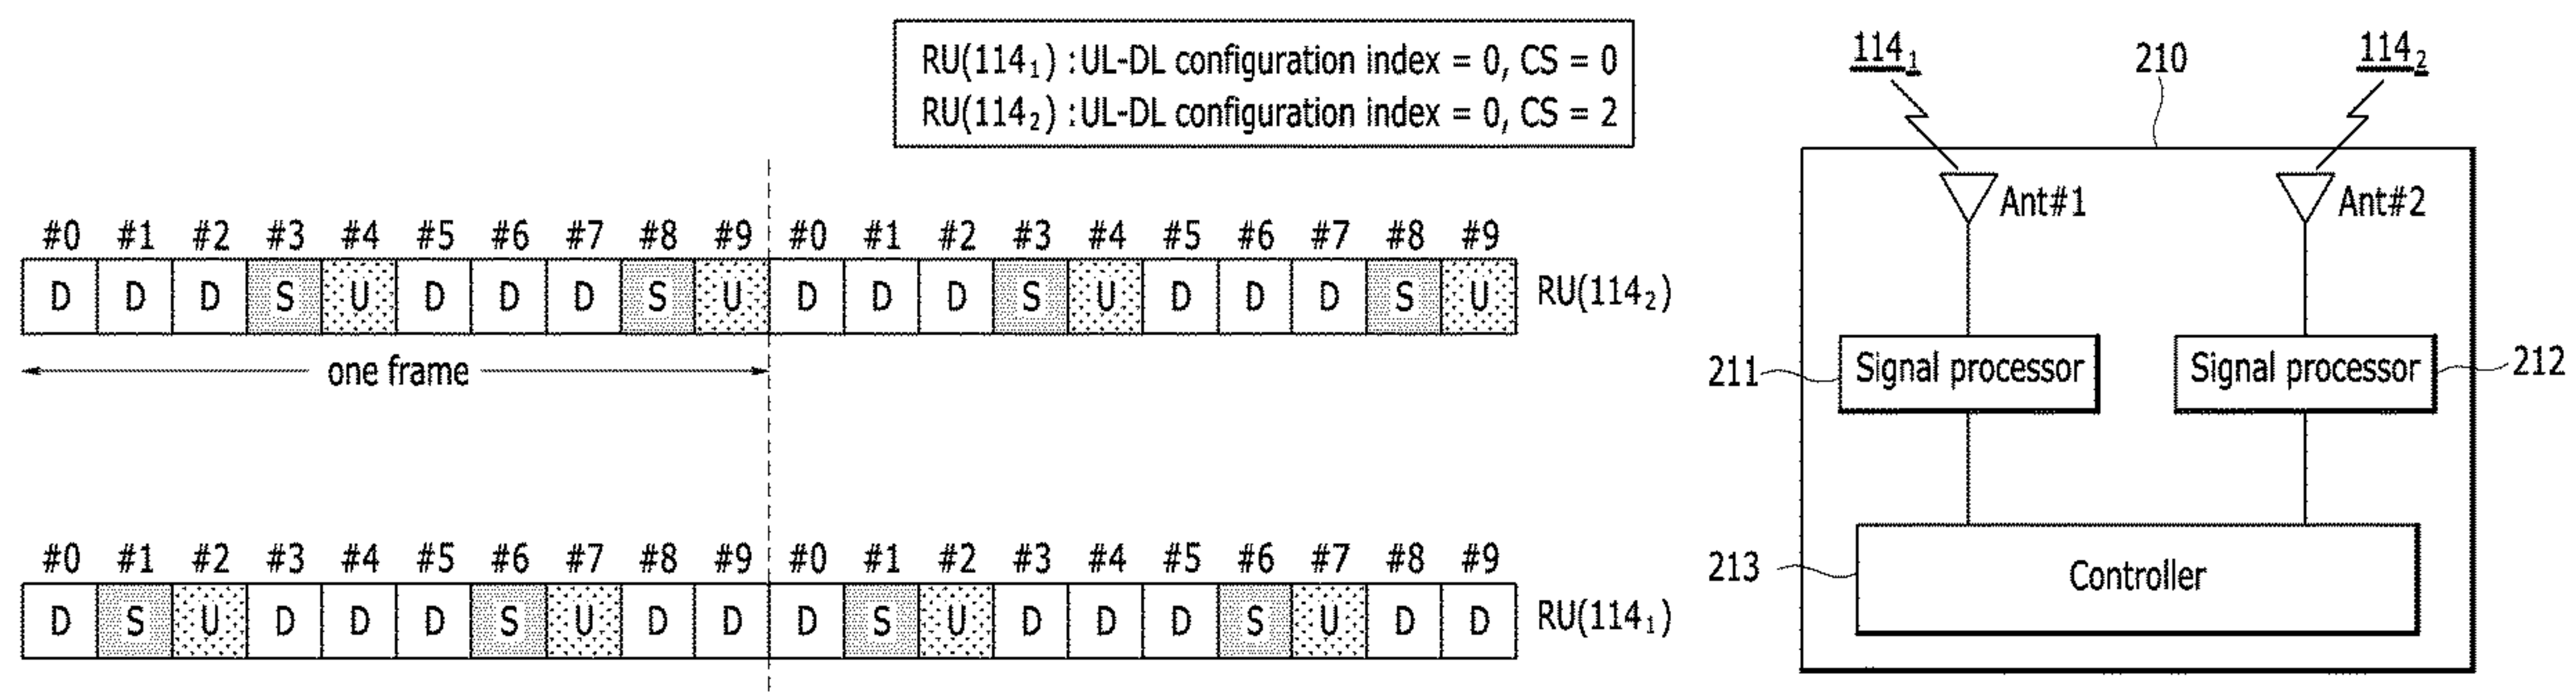 RU(114₁) :UL-DL configuration index = 0, CS = 0
RU(114₂) :UL-DL configuration index = 0, CS = 2
#0 #1 #2 #3 #4 #5 #6 #7 #8 #9 #0 #1 #2 #3 #4 #5 #6 #7 #8 #9
D D D S U D D D S U D D D S U D D D S U RU(114₂)
one frame
#0 #1 #2 #3 #4 #5 #6 #7 #8 #9 #0 #1 #2 #3 #4 #5 #6 #7 #8 #9
D S U D D D S U D D D S U D D D S U D D RU(114₁)
114₁ 210 114₂
Ant#1 Ant#2
211 Signal processor Signal processor 212
213 Controller